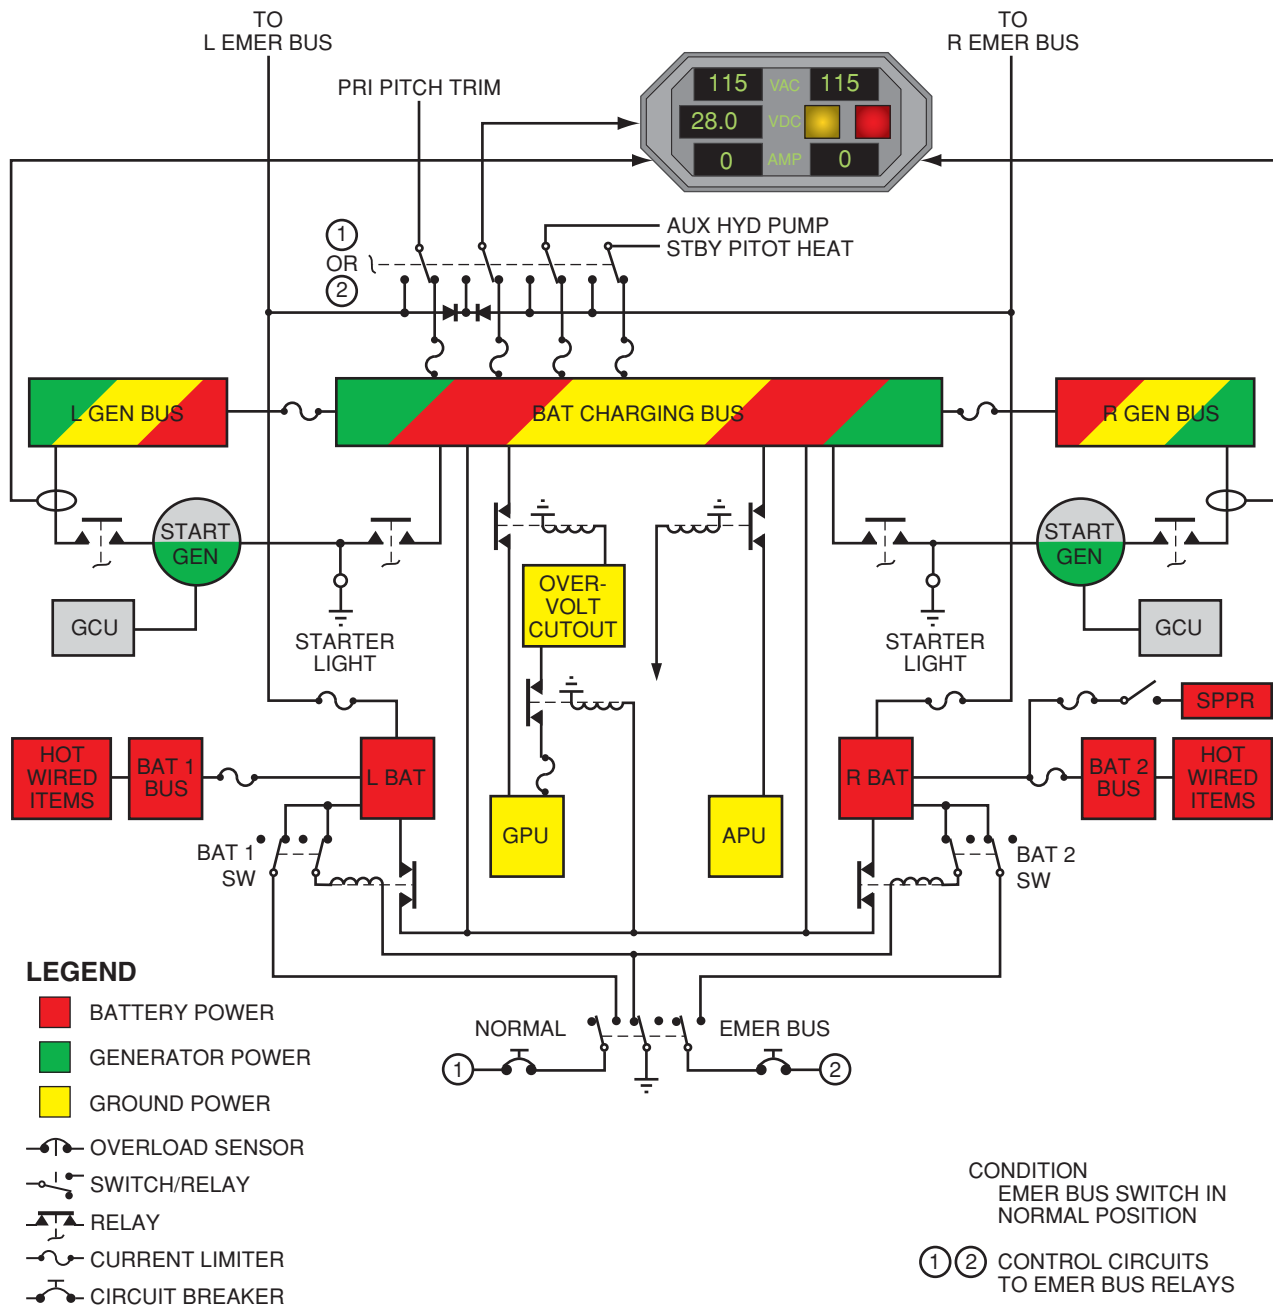 TO
L EMER BUS
TO
R EMER BUS
PRI PITCH TRIM
115 VAC 115
28.0 VDC
0 AMP 0
AUX HYD PUMP
STBY PITOT HEAT
1
OR
2
L GEN BUS
BAT CHARGING BUS
R GEN BUS
START
GEN
START
GEN
GCU
GCU
OVER-
VOLT
CUTOUT
STARTER
LIGHT
STARTER
LIGHT
SPPR
HOT
WIRED
ITEMS
BAT 1
BUS
L BAT
R BAT
BAT 2
BUS
HOT
WIRED
ITEMS
GPU
APU
BAT 1
SW
BAT 2
SW
NORMAL
EMER BUS
1
2
LEGEND
BATTERY POWER
GENERATOR POWER
GROUND POWER
OVERLOAD SENSOR
SWITCH/RELAY
RELAY
CURRENT LIMITER
CIRCUIT BREAKER
CONDITION
EMER BUS SWITCH IN
NORMAL POSITION
1 2 CONTROL CIRCUITS
TO EMER BUS RELAYS